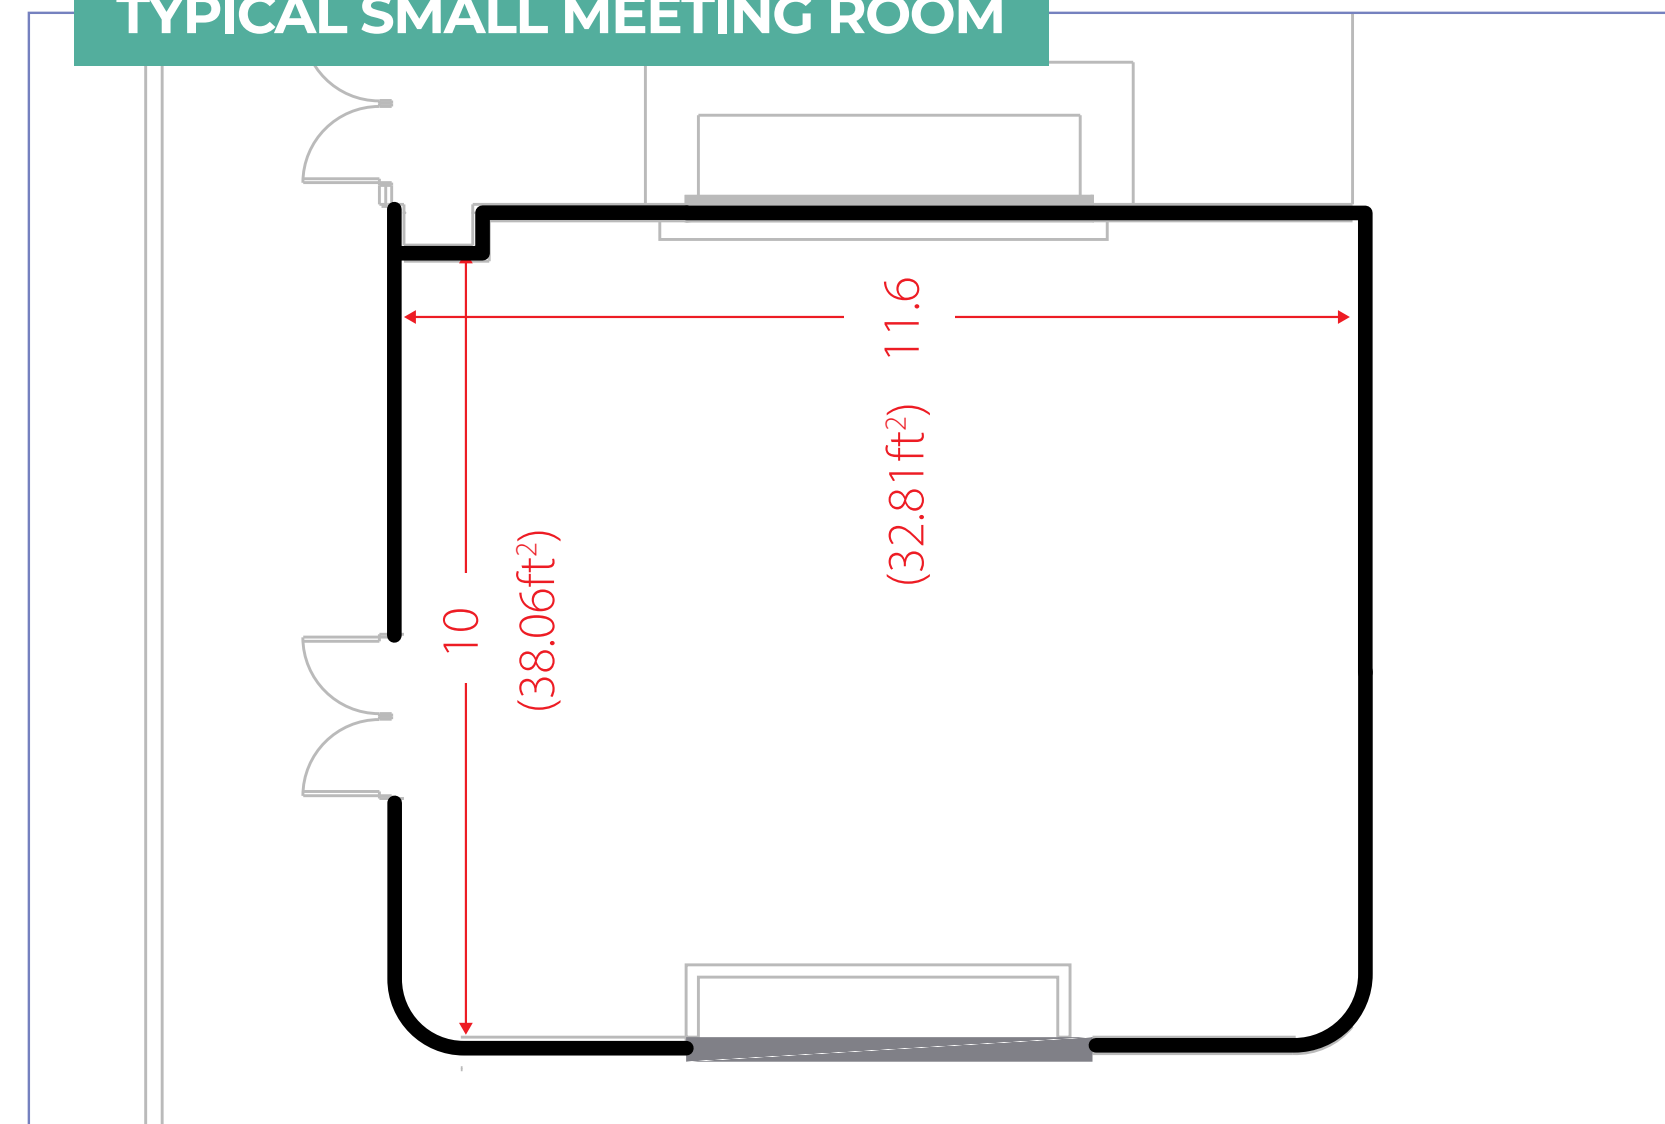 TYPICAL SMALL MEETING ROOM
11.6
(32.81ft²)
10
(38.06ft²)